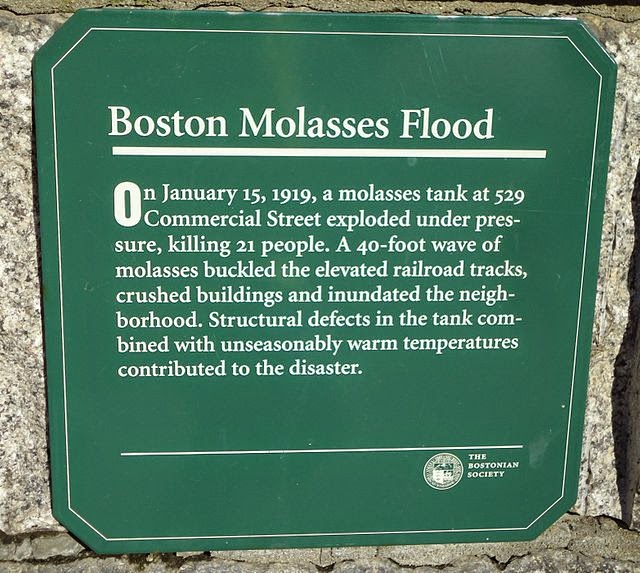 Boston Molasses Flood
On January 15, 1919, a molasses tank at 529
Commercial Street exploded under pres-
sure, killing 21 people. A 40-foot wave of
molasses buckled the elevated railroad tracks,
crushed buildings and inundated the neigh-
borhood. Structural defects in the tank com-
bined with unseasonably warm temperatures
contributed to the disaster.
THE
BOSTONIAN
SOCIETY